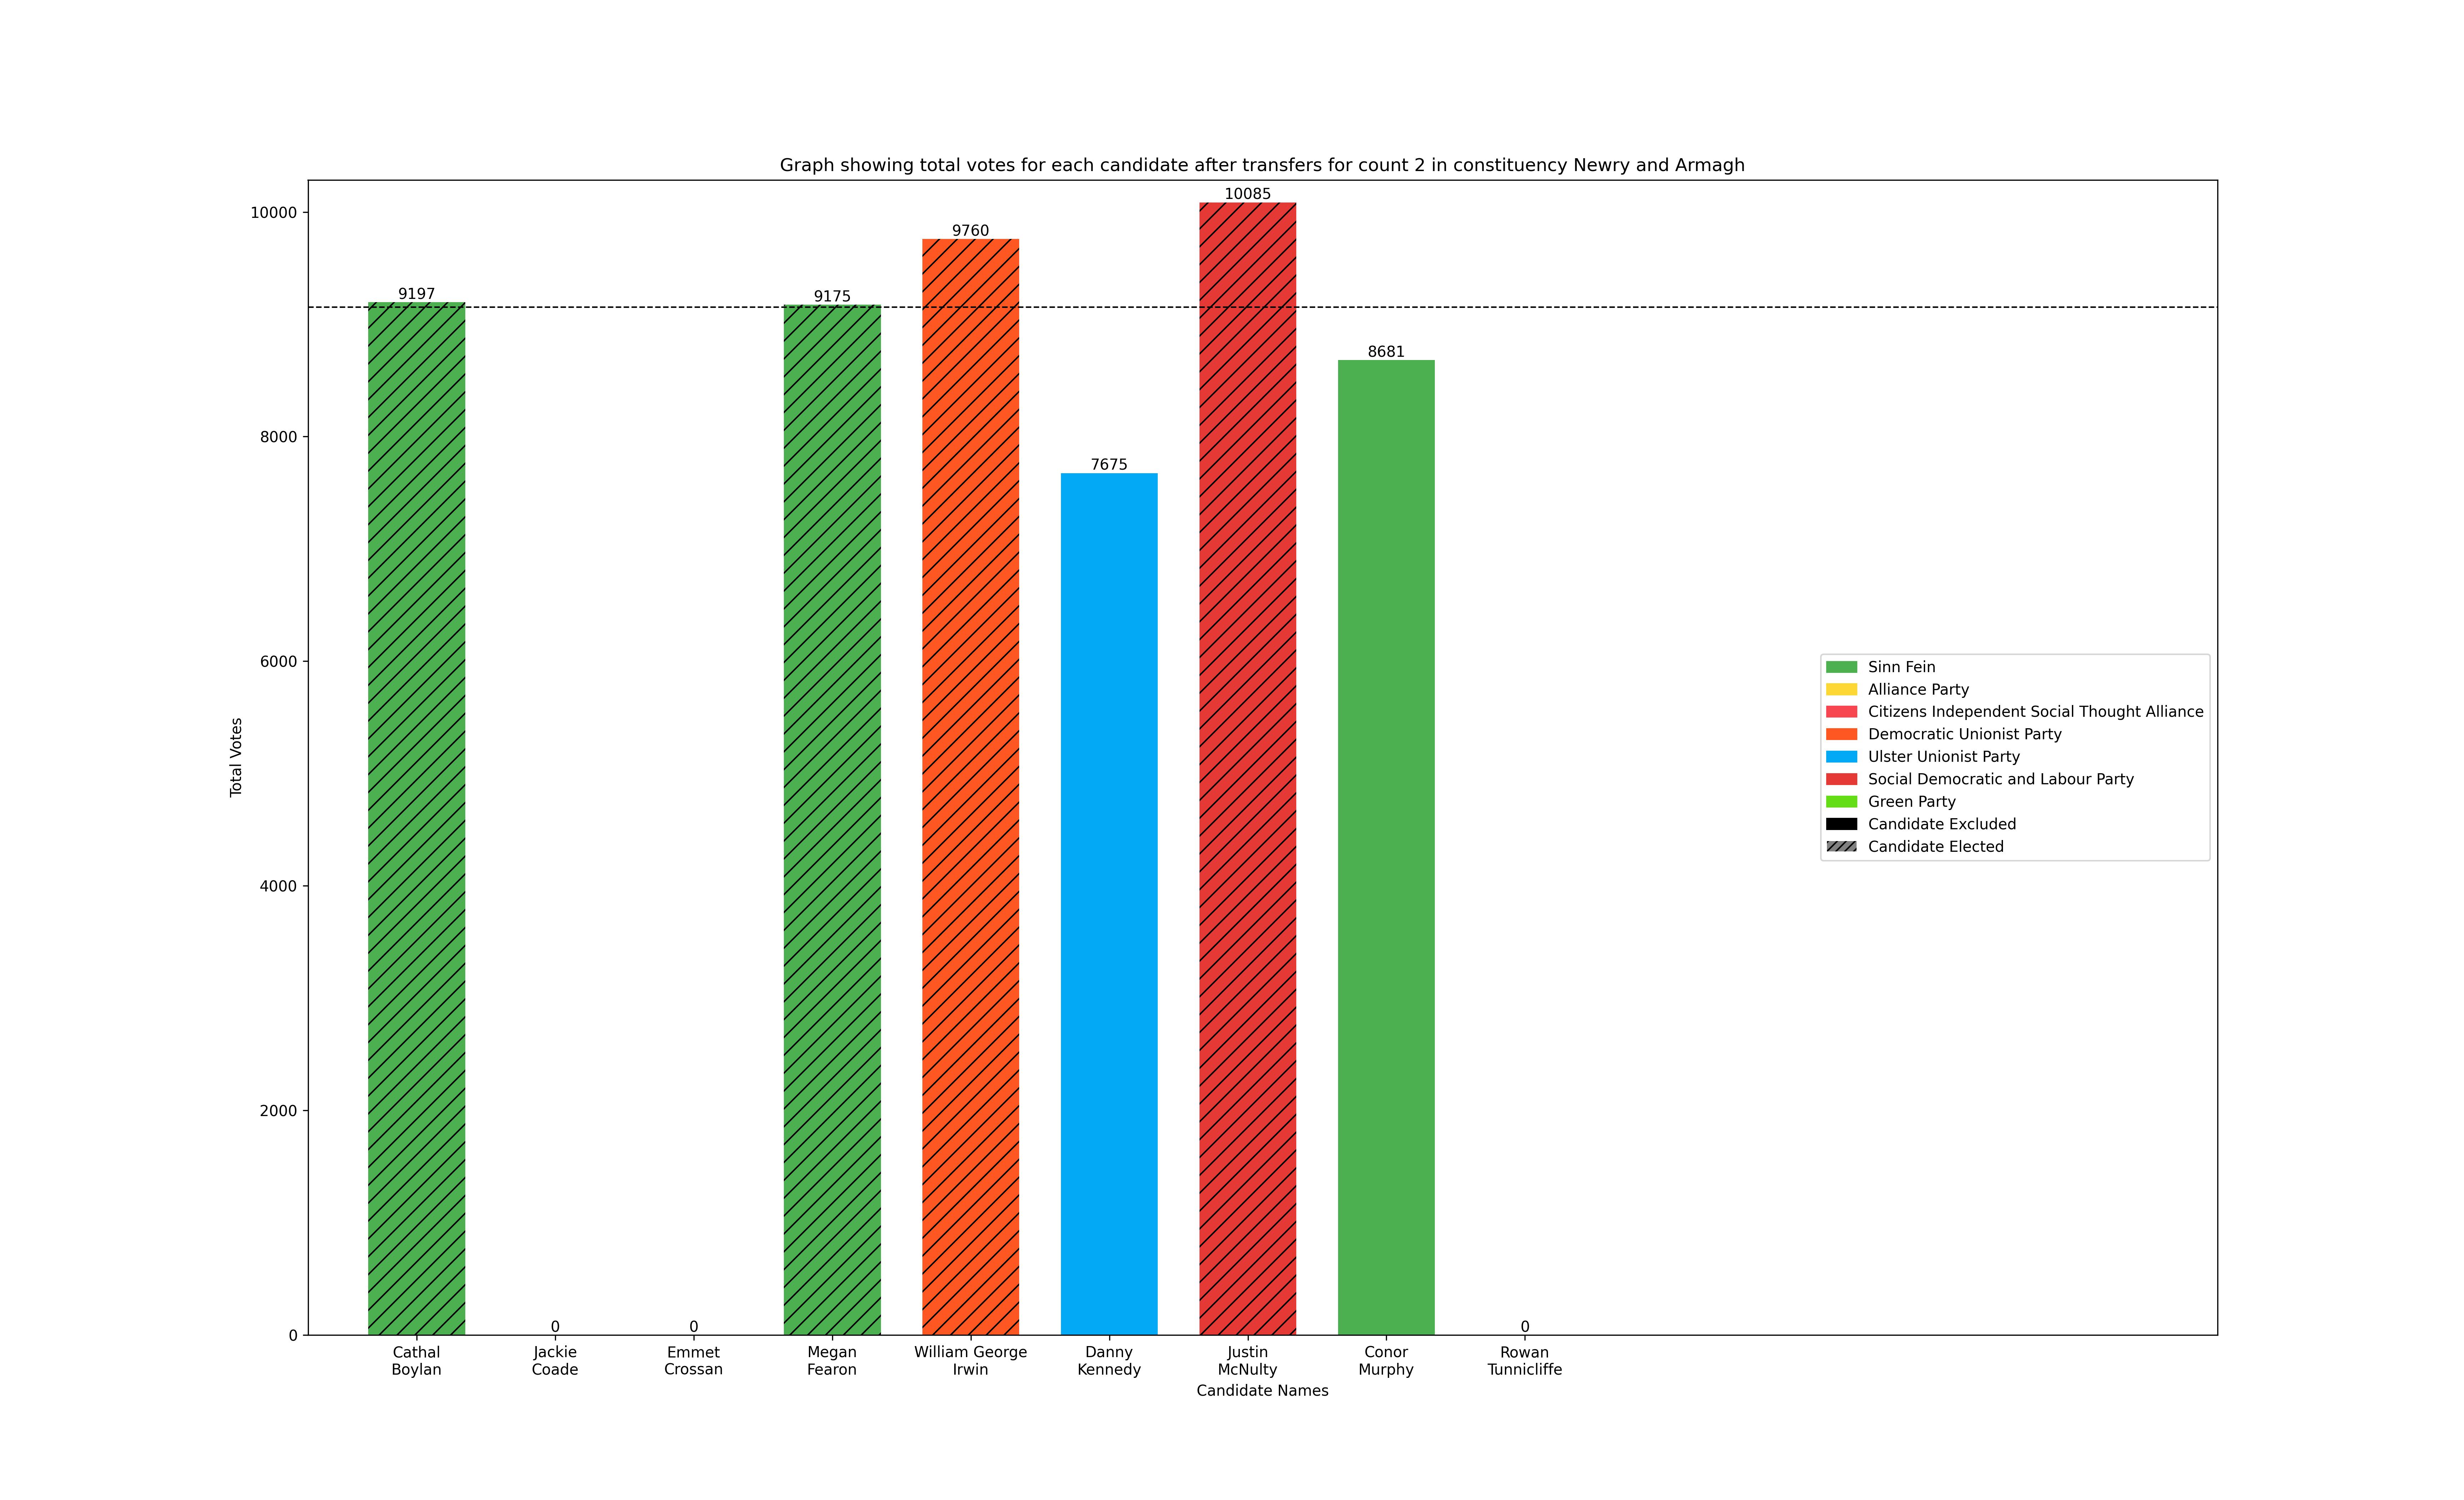 Graph showing total votes for each candidate after transfers for count 2 in constituency Newry and Armagh
Total Votes
10000
8000
6000
4000
2000
0
9197
0
0
9175
9760
7675
10085
8681
0
Cathal
Boylan
Jackie
Coade
Emmet
Crossan
Megan
Fearon
William George
Irwin
Danny
Kennedy
Justin
McNulty
Conor
Murphy
Rowan
Tunnicliffe
Candidate Names
Sinn Fein
Alliance Party
Citizens Independent Social Thought Alliance
Democratic Unionist Party
Ulster Unionist Party
Social Democratic and Labour Party
Green Party
Candidate Excluded
Candidate Elected